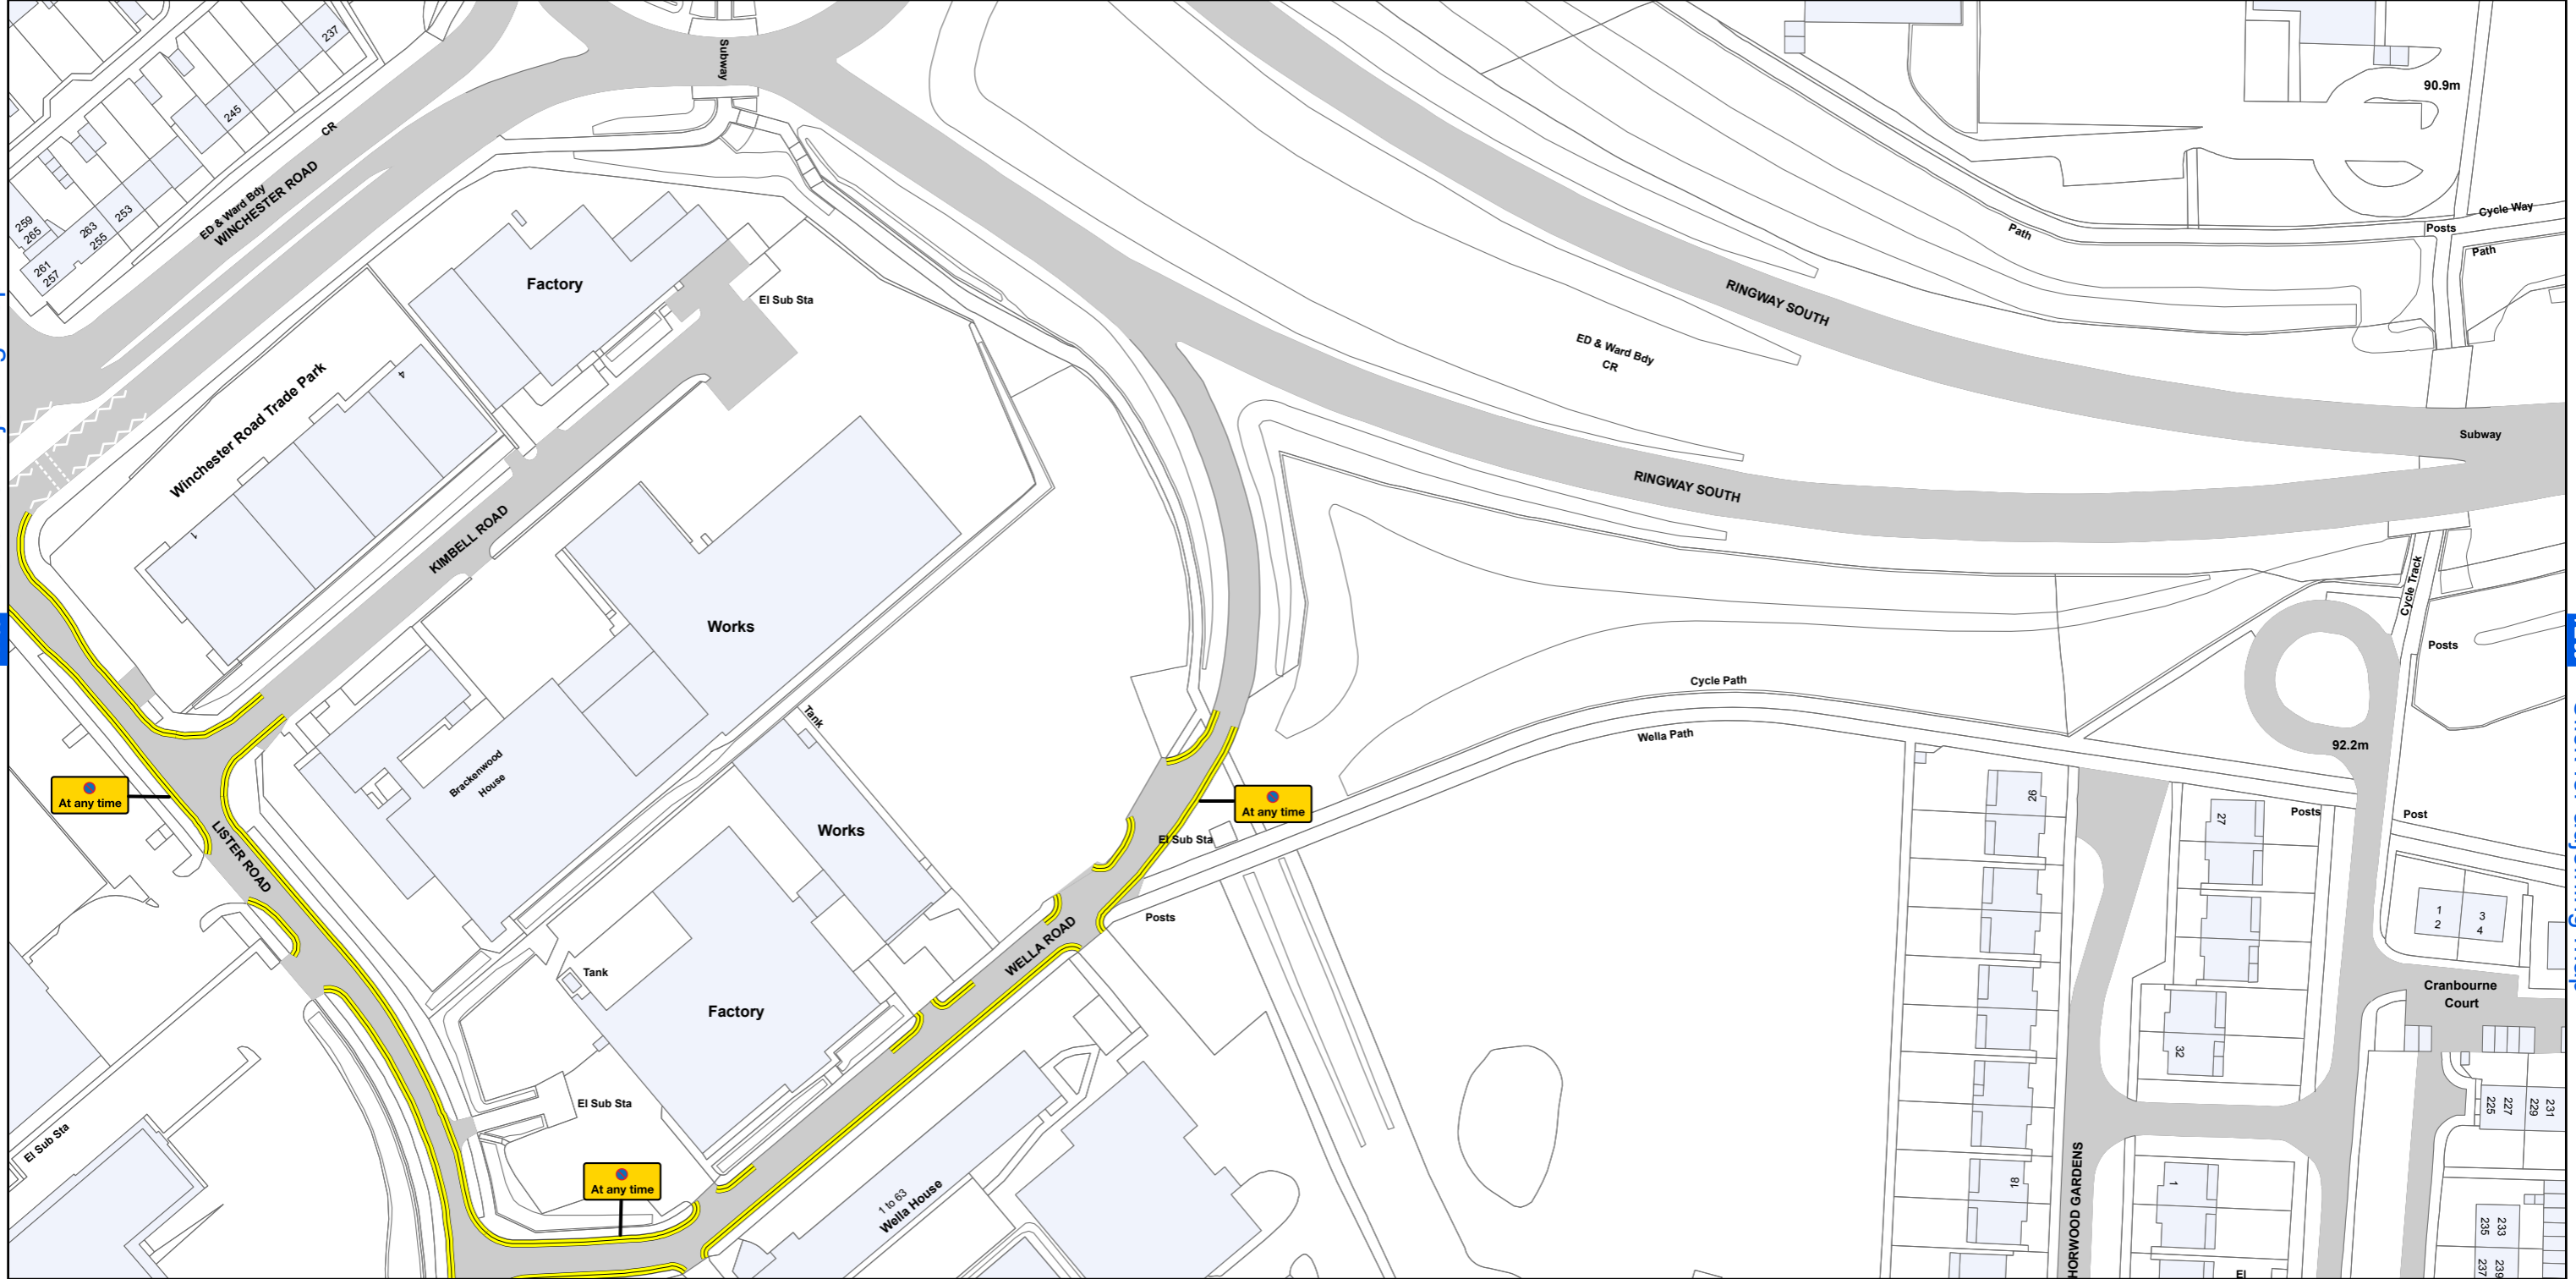 Subway
237
245
CR
ED & Ward Bdy
WINCHESTER ROAD
259
265
263
255
253
261
257
Factory
El Sub Sta
Winchester Road Trade Park
4
1
KIMBELL ROAD
Works
Brackenwood
House
Tank
Works
Factory
Tank
El Sub Sta
El Sub Sta
LISTER ROAD
At any time
At any time
At any time
El Sub Sta
WELLA ROAD
Posts
1 to 63
Wella House
RINGWAY SOUTH
ED & Ward Bdy
CR
RINGWAY SOUTH
90.9m
Path
Cycle Way
Posts
Path
Subway
Cycle Track
Posts
Cycle Path
Wella Path
92.2m
Posts
Post
26
27
32
18
1
THORWOOD GARDENS
1
2
3
4
Cranbourne
Court
225
227
229
231
235
233
237
239
El